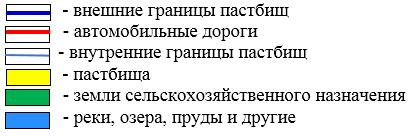 - внешние границы пастбищ
- автомобильные дороги
- внутренние границы пастбищ
- пастбища
- земли сельскохозяйственного назначения
- реки, озера, пруды и другие